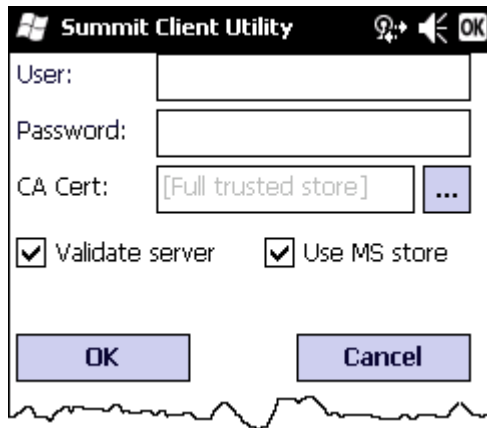 Summit Client Utility OK
User:
Password:
CA Cert: [Full trusted store] ...
Validate server Use MS store
OK Cancel